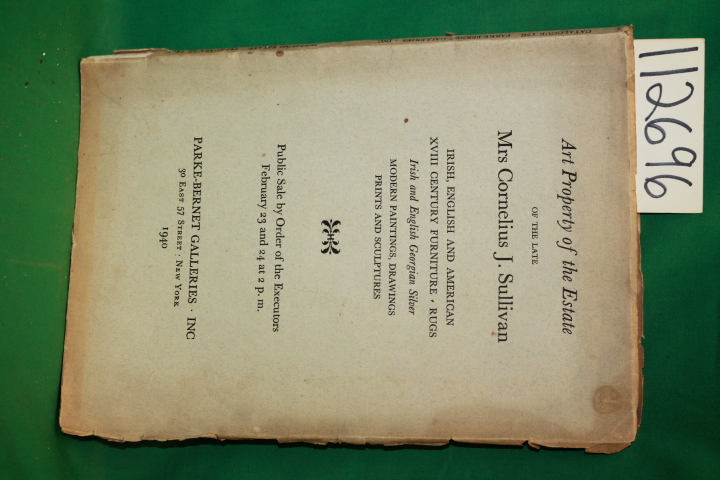 Art Property of the Estate
OF THE LATE
Mrs Cornelius J. Sullivan
IRISH, ENGLISH AND AMERICAN
XVIII CENTURY FURNITURE · RUGS
Irish and English Georgian Silver
MODERN PAINTINGS, DRAWINGS
PRINTS AND SCULPTURES
Public Sale by Order of the Executors
February 23 and 24 at 2 p. m.
PARKE-BERNET GALLERIES · INC
30 EAST 57 STREET · NEW YORK
1940
112696